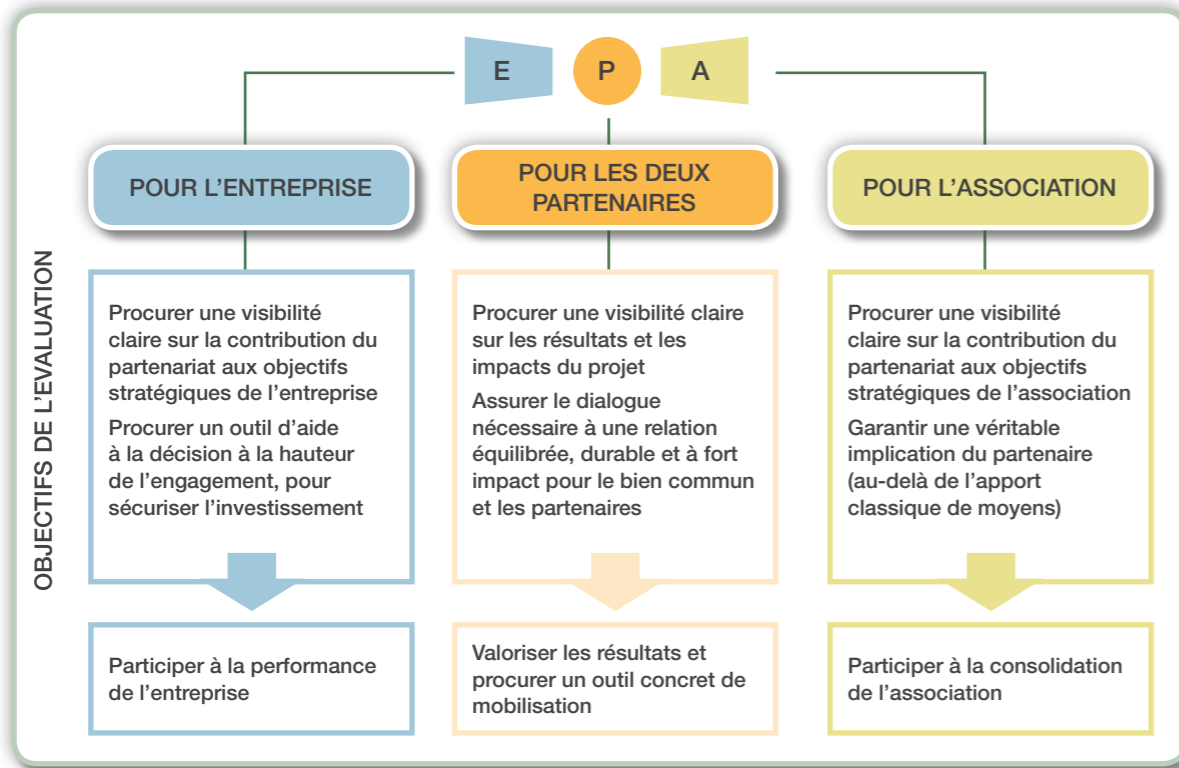 E
P
A
OBJECTIFS DE L'EVALUATION
POUR L'ENTREPRISE
Procurer une visibilité
claire sur la contribution du
partenariat aux objectifs
stratégiques de l'entreprise
Procurer un outil d'aide
à la décision à la hauteur
de l'engagement, pour
sécuriser l'investissement
Participer à la performance
de l'entreprise
POUR LES DEUX
PARTENAIRES
Procurer une visibilité claire
sur les résultats et les
impacts du projet
Assurer le dialogue
nécessaire à une relation
équilibrée, durable et à fort
impact pour le bien commun
et les partenaires
Valoriser les résultats et
procurer un outil concret de
mobilisation
POUR L'ASSOCIATION
Procurer une visibilité
claire sur la contribution du
partenariat aux objectifs
stratégiques de l'association
Garantir une véritable
implication du partenaire
(au-delà de l'apport
classique de moyens)
Participer à la consolidation
de l'association